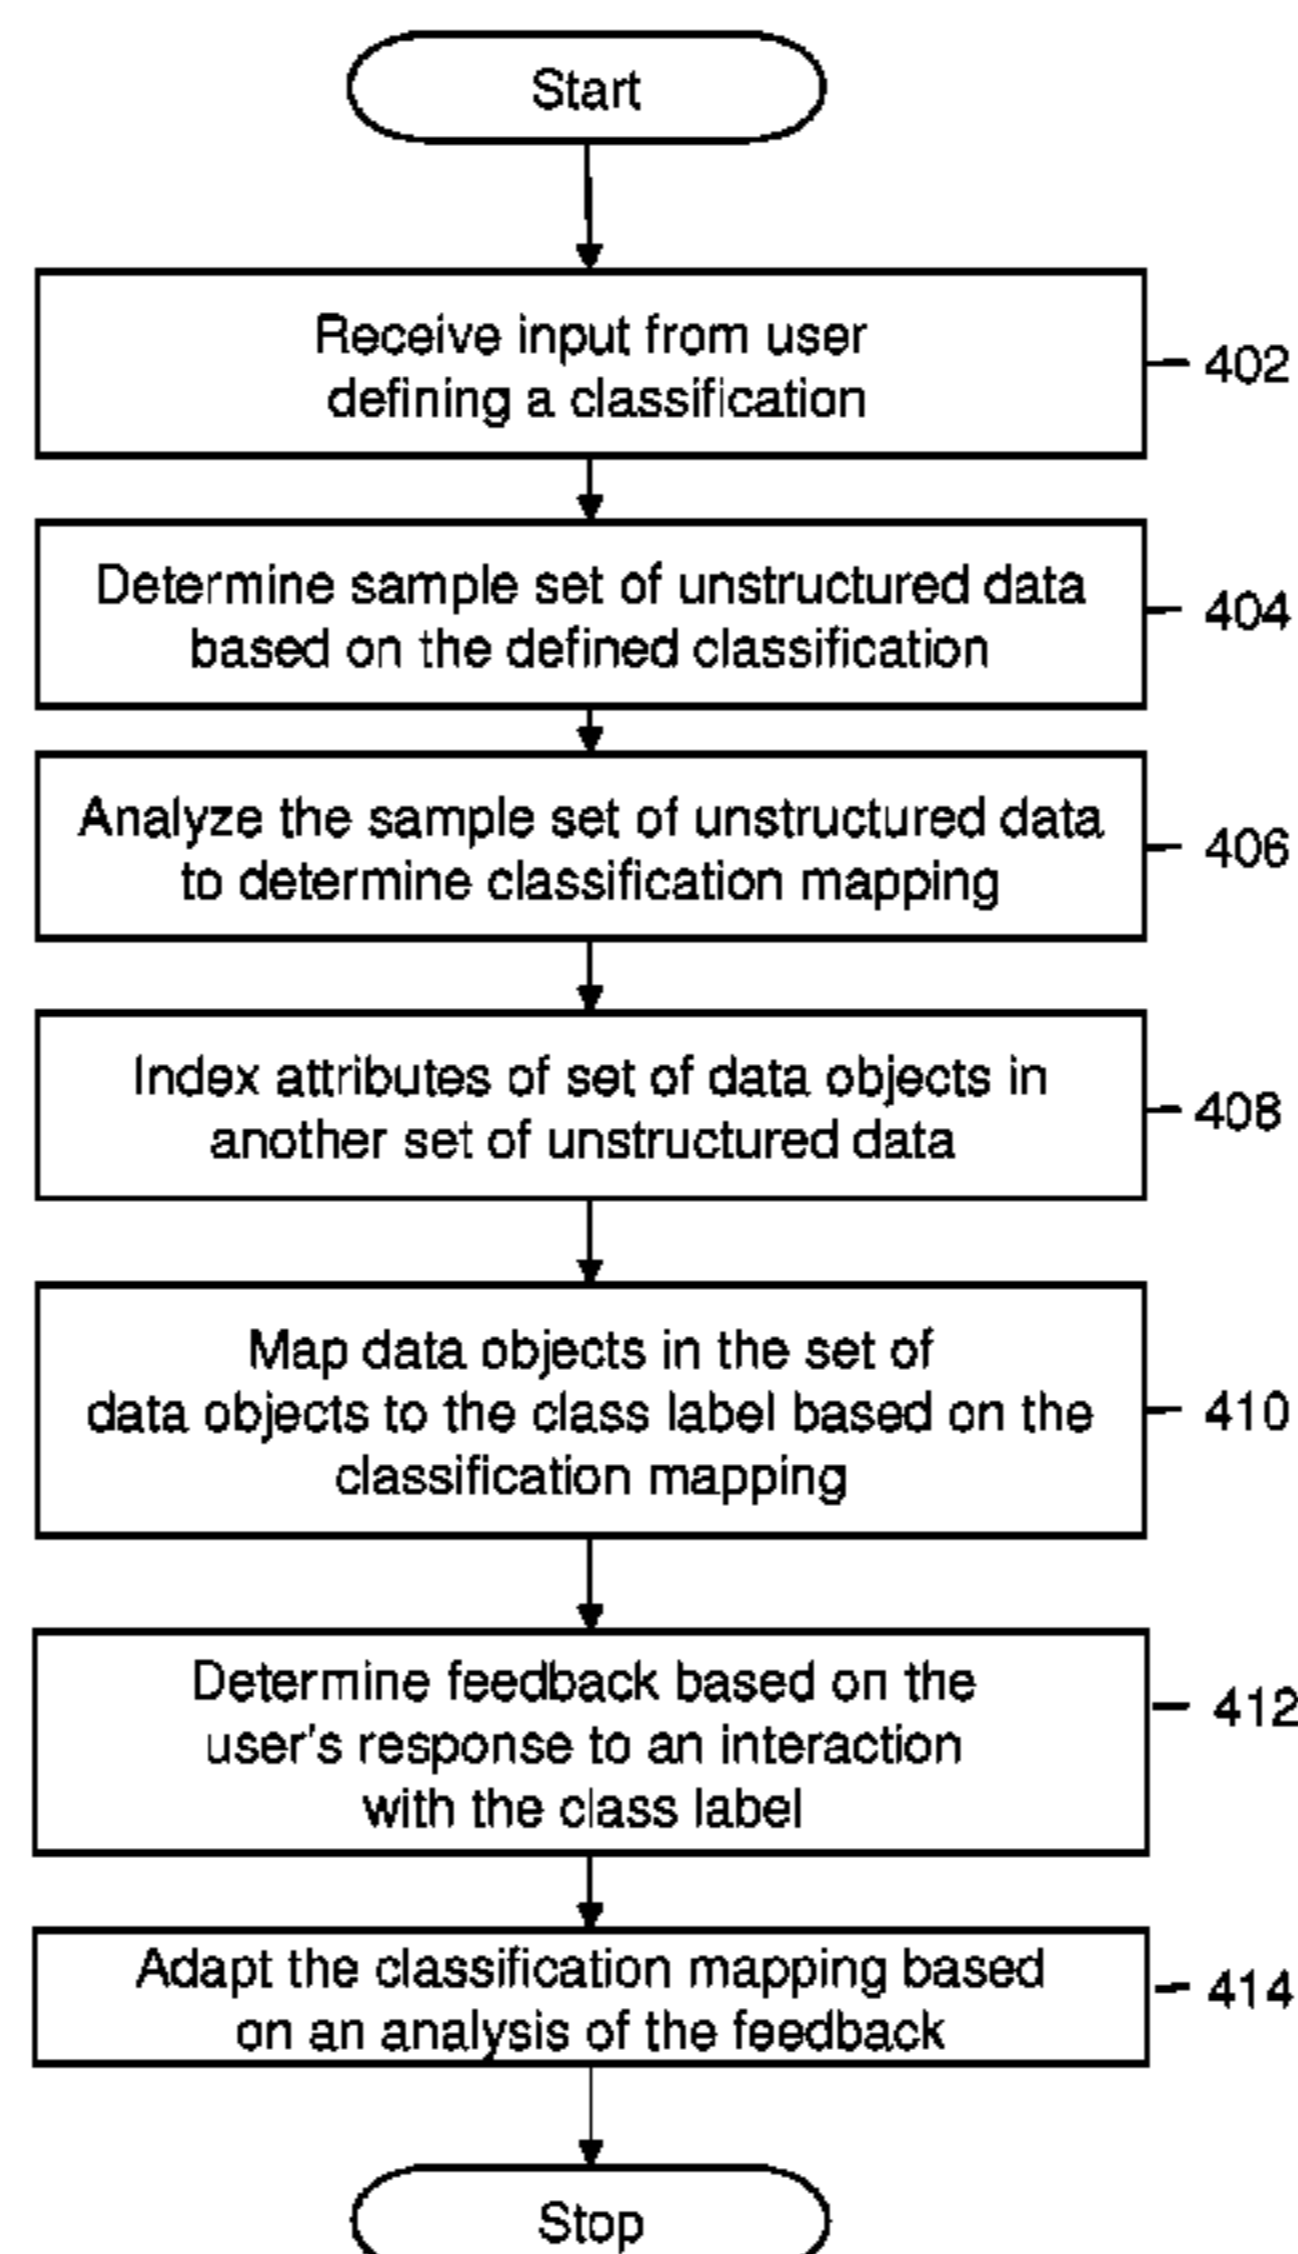 Start
Receive input from user
defining a classification
402
Determine sample set of unstructured data
based on the defined classification
404
Analyze the sample set of unstructured data
to determine classification mapping
406
Index attributes of set of data objects in
another set of unstructured data
408
Map data objects in the set of
data objects to the class label based on the
classification mapping
410
Determine feedback based on the
user's response to an interaction
with the class label
412
Adapt the classification mapping based
on an analysis of the feedback
414
Stop